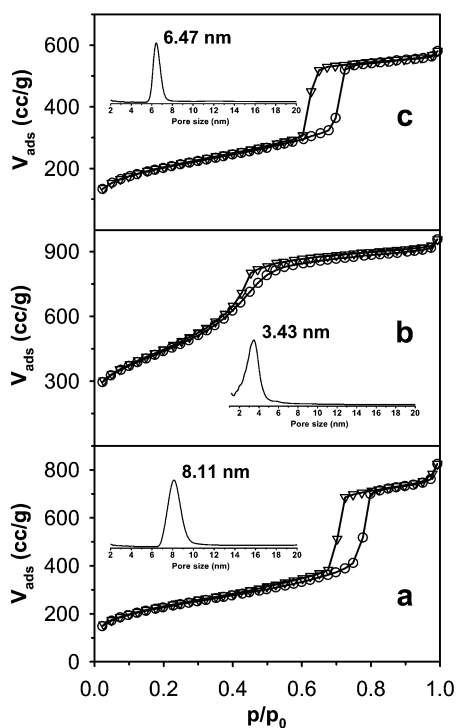 600
400
200
V_ads (cc/g)
6.47 nm
2 4 6 8 10 12 14 16 18 20
Pore size (nm)
c
900
600
300
V_ads (cc/g)
b
3.43 nm
2 4 6 8 10 12 14 16 18 20
Pore size (nm)
800
600
400
200
0
V_ads (cc/g)
8.11 nm
2 4 6 8 10 12 14 16 18 20
Pore size (nm)
a
0.0 0.2 0.4 0.6 0.8 1.0
p/p₀